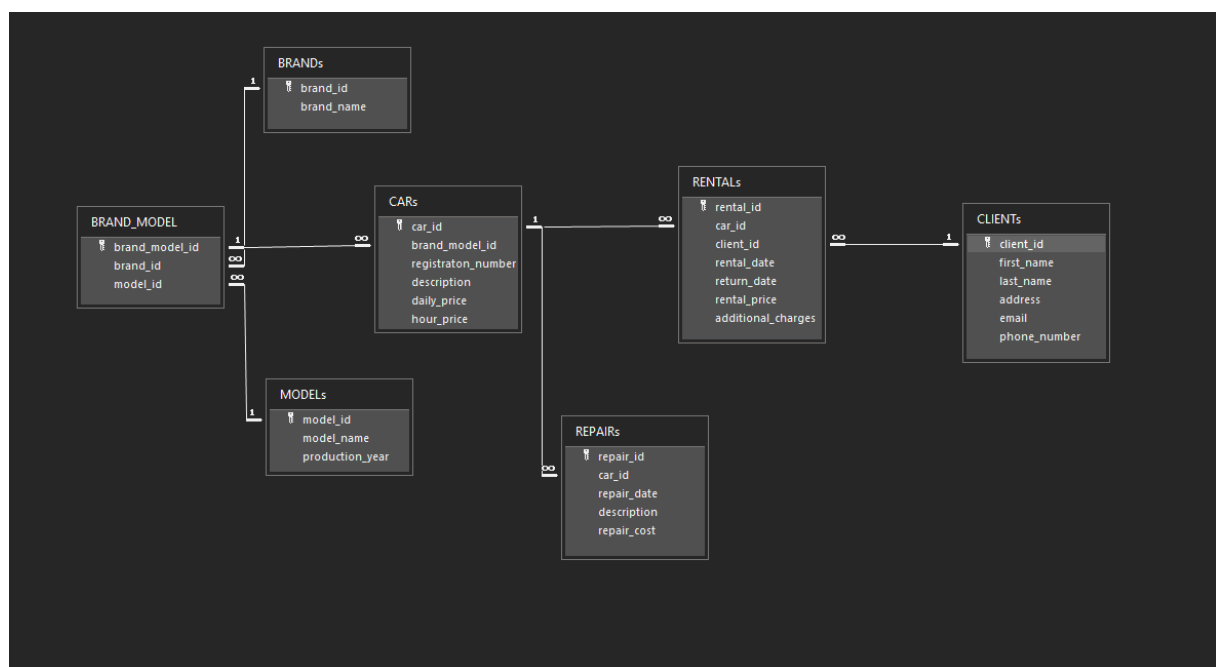 BRANDs
brand_id
brand_name
BRAND_MODEL
brand_model_id
brand_id
model_id
CARs
car_id
brand_model_id
registraton_number
description
daily_price
hour_price
MODELs
model_id
model_name
production_year
RENTALs
rental_id
car_id
client_id
rental_date
return_date
rental_price
additional_charges
REPAIRs
repair_id
car_id
repair_date
description
repair_cost
CLIENTs
client_id
first_name
last_name
address
email
phone_number
1
1
∞
∞
1
∞
1
∞
∞
∞
1